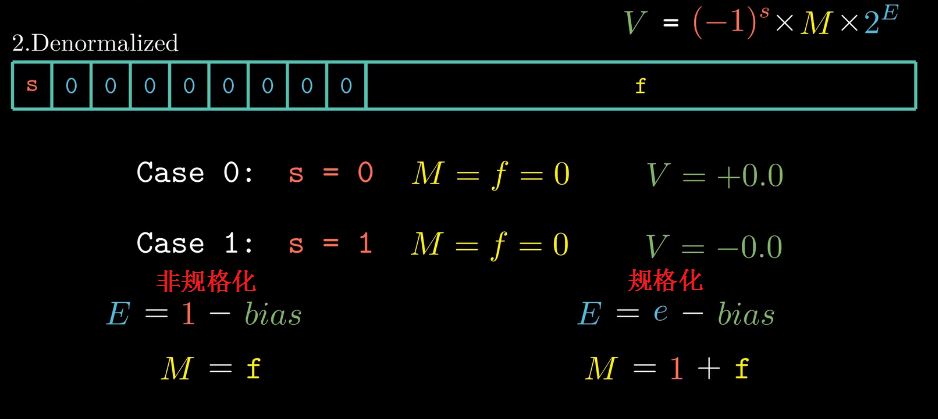 V = (−1)^s × M × 2^E
2.Denormalized
s 0 0 0 0 0 0 0 0 f
Case 0: s = 0 M = f = 0 V = +0.0
Case 1: s = 1 M = f = 0 V = −0.0
非规格化 规格化
E = 1 − bias E = e − bias
M = f M = 1 + f